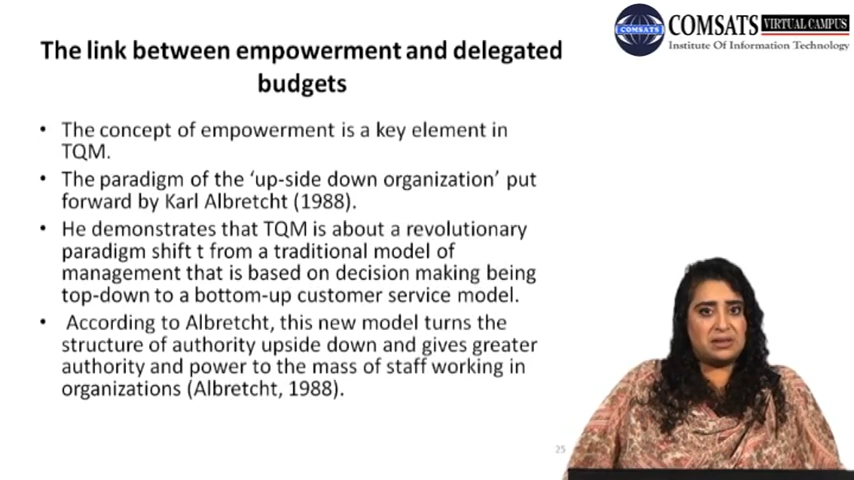 COMSATS
COMSATS VIRTUAL CAMPUS
Institute Of Information Technology
The link between empowerment and delegated
budgets
• The concept of empowerment is a key element in
TQM.
• The paradigm of the ‘up-side down organization’ put
forward by Karl Albretcht (1988).
• He demonstrates that TQM is about a revolutionary
paradigm shift t from a traditional model of
management that is based on decision making being
top-down to a bottom-up customer service model.
• According to Albretcht, this new model turns the
structure of authority upside down and gives greater
authority and power to the mass of staff working in
organizations (Albretcht, 1988).
25